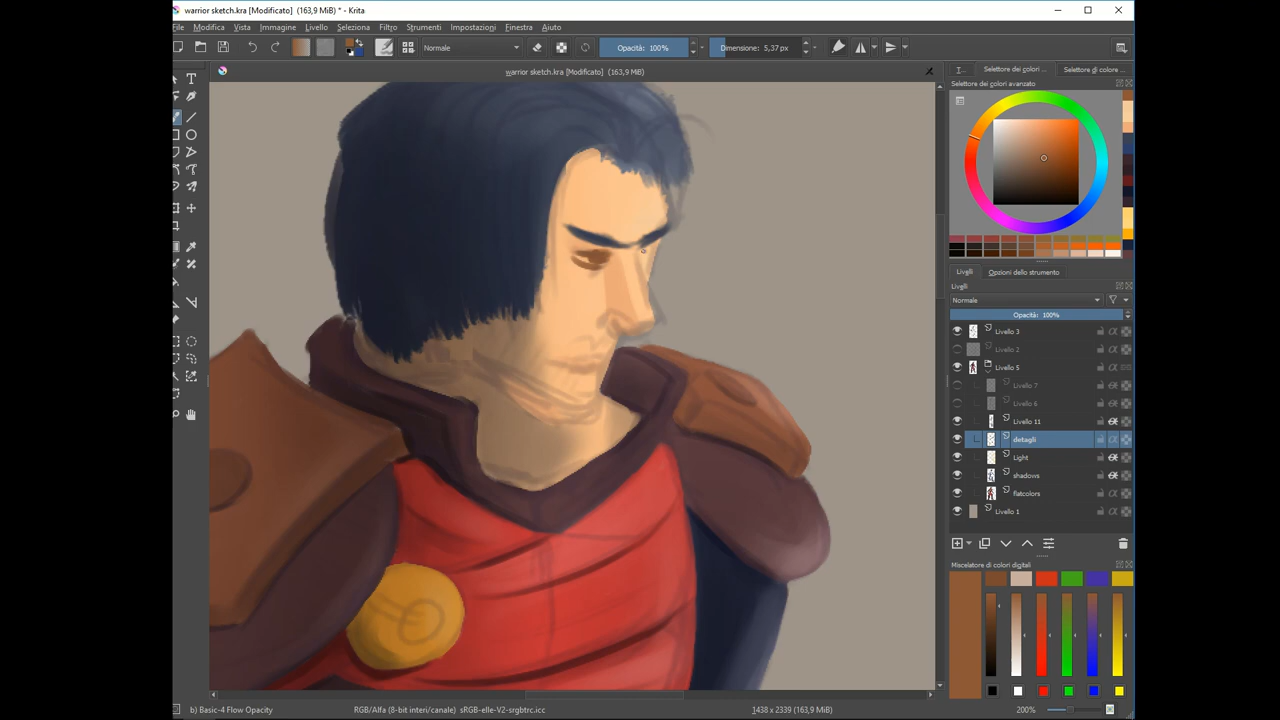 warrior sketch.kra [Modificato] (163,9 MiB) * - Krita
File Modifica Vista Immagine Livello Seleziona Filtro Strumenti Impostazioni Finestra Aiuto
Normale Opacità: 100% Dimensione: 5,37 px
warrior sketch.kra [Modificato] (163,9 MiB)
T... Selettore dei colori ... Selettore di colore ...
Selettore dei colori avanzato
Livelli Opzioni dello strumento
Livelli
Normale
Opacità: 100%
Livello 3
Livello 2
Livello 5
Livello 7
Livello 6
Livello 11
detagli
Light
shadows
flatcolors
Livello 1
Miscelatore di colori digitali
b) Basic-4 Flow Opacity RGB/Alfa (8-bit interi/canale) sRGB-elle-V2-srgbtrc.icc 1438 x 2339 (163,9 MiB) 200%